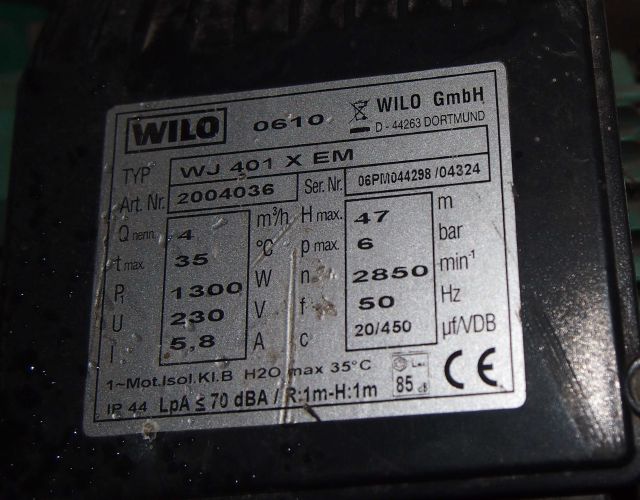 WILO 0610 WILO GmbH
D - 44263 DORTMUND
TYP WJ 401 X EM
Art. Nr. 2004036 Ser. Nr. 06PM044298 /04324
Q nenn. 4 m³/h H max. 47 m
t max. 35 °C p max. 6 bar
P 1300 W n 2850 min⁻¹
U 230 V f 50 Hz
I 5,8 A c 20/450 µf/VDB
1~Mot.Isol.Kl.B H2O max 35°C
IP 44 LpA ≤ 70 dBA / R:1m-H:1m 85 dB CE